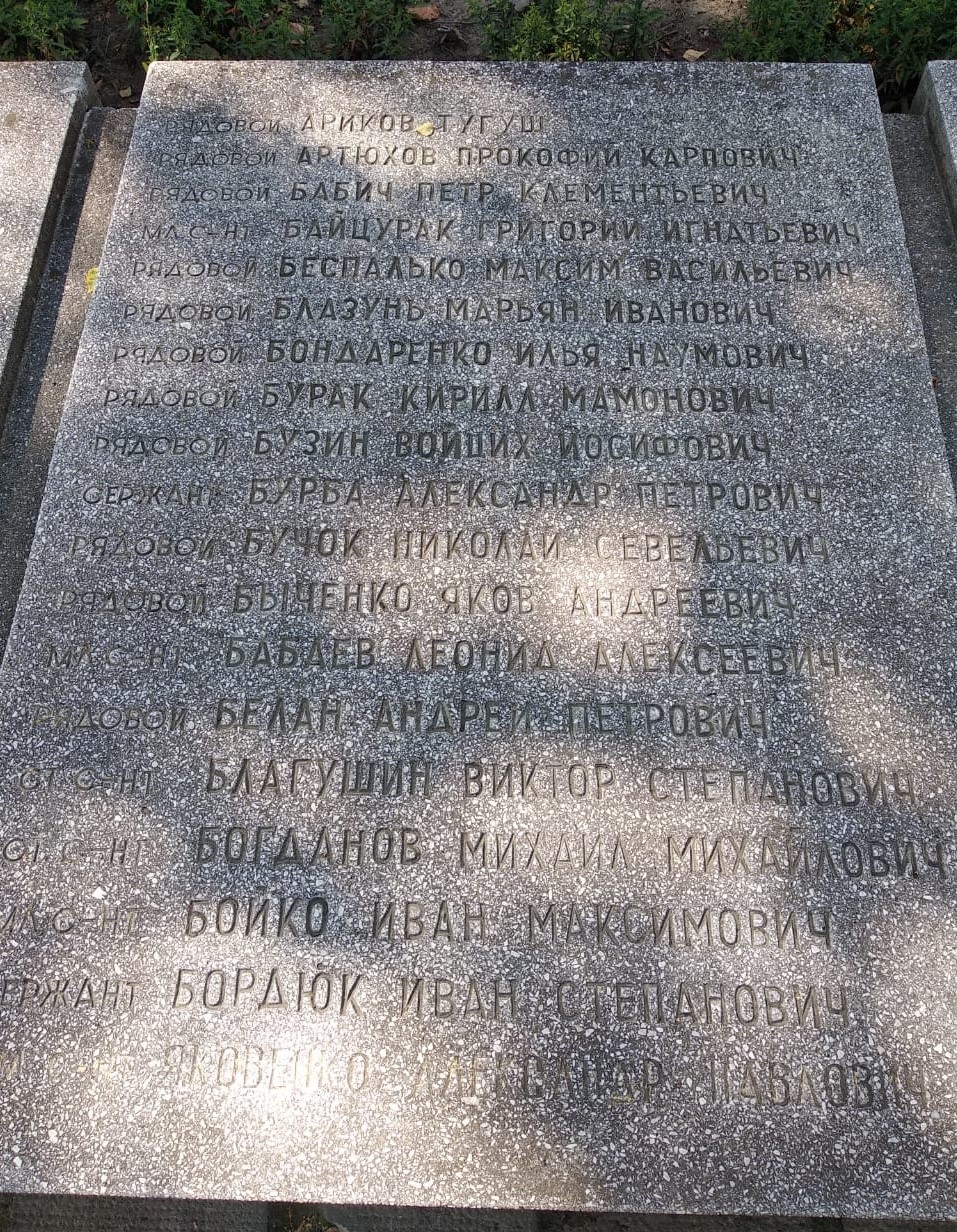 РЯДОВОЙ АРИКОВ ТУГУШ
РЯДОВОЙ АРТЮХОВ ПРОКОФИЙ КАРПОВИЧ
РЯДОВОЙ БАБИЧ ПЕТР КЛЕМЕНТЬЕВИЧ
МЛ.С-НТ БАЙЦУРАК ГРИГОРИЙ ИГНАТЬЕВИЧ
РЯДОВОЙ БЕСПАЛЬКО МАКСИМ ВАСИЛЬЕВИЧ
РЯДОВОЙ БЛАЗУНЬ МАРЬЯН ИВАНОВИЧ
РЯДОВОЙ БОНДАРЕНКО ИЛЬЯ НАУМОВИЧ
РЯДОВОЙ БУРАК КИРИЛЛ МАМОНОВИЧ
РЯДОВОЙ БУЗИН ВОЙЦИХ ИОСИФОВИЧ
СЕРЖАНТ БУРБА АЛЕКСАНДР ПЕТРОВИЧ
РЯДОВОЙ БУЧОК НИКОЛАЙ СЕВЕЛЬЕВИЧ
РЯДОВОЙ БЫЧЕНКО ЯКОВ АНДРЕЕВИЧ
МЛ.С-НТ БАБАЕВ ЛЕОНИД АЛЕКСЕЕВИЧ
РЯДОВОЙ БЕЛАН АНДРЕЙ ПЕТРОВИЧ
СТ.С-НТ БЛАГУШИН ВИКТОР СТЕПАНОВИЧ
СТ.С-НТ БОГДАНОВ МИХАИЛ МИХАЙЛОВИЧ
МЛ.С-НТ БОЙКО ИВАН МАКСИМОВИЧ
СЕРЖАНТ БОРДЮК ИВАН СТЕПАНОВИЧ
ЯКОВЕНКО АЛЕКСАНДР ПАВЛОВИЧ